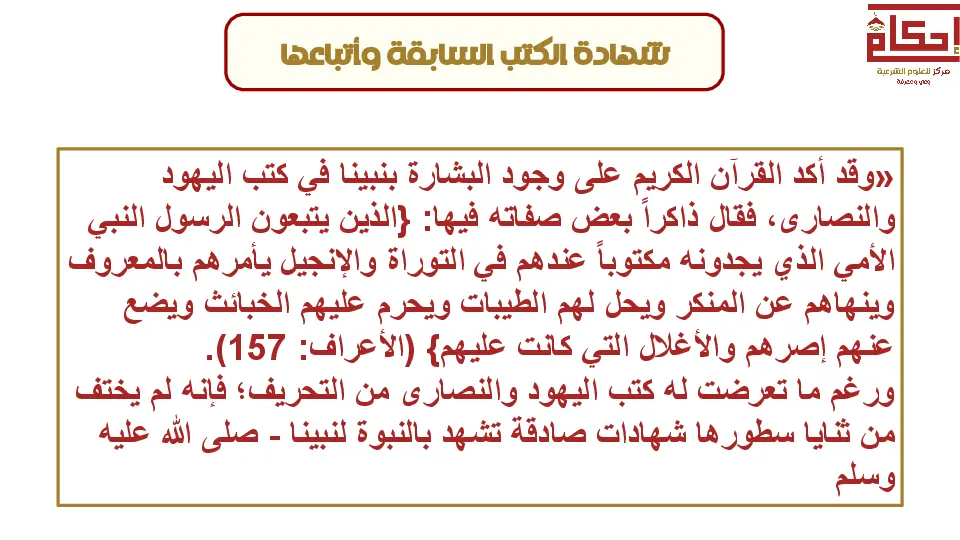 شهادة الكتب السابقة وأتباعها
إحكام
مركز للعلوم الشرعية
وعي ومعرفة
»وقد أكد القرآن الكريم على وجود البشارة بنبينا في كتب اليهود
والنصارى، فقال ذاكراً بعض صفاته فيها: {الذين يتبعون الرسول النبي
الأمي الذي يجدونه مكتوباً عندهم في التوراة والإنجيل يأمرهم بالمعروف
وينهاهم عن المنكر ويحل لهم الطيبات ويحرم عليهم الخبائث ويضع
عنهم إصرهم والأغلال التي كانت عليهم} (الأعراف: 157).
ورغم ما تعرضت له كتب اليهود والنصارى من التحريف؛ فإنه لم يختف
من ثنايا سطورها شهادات صادقة تشهد بالنبوة لنبينا - صلى الله عليه
وسلم